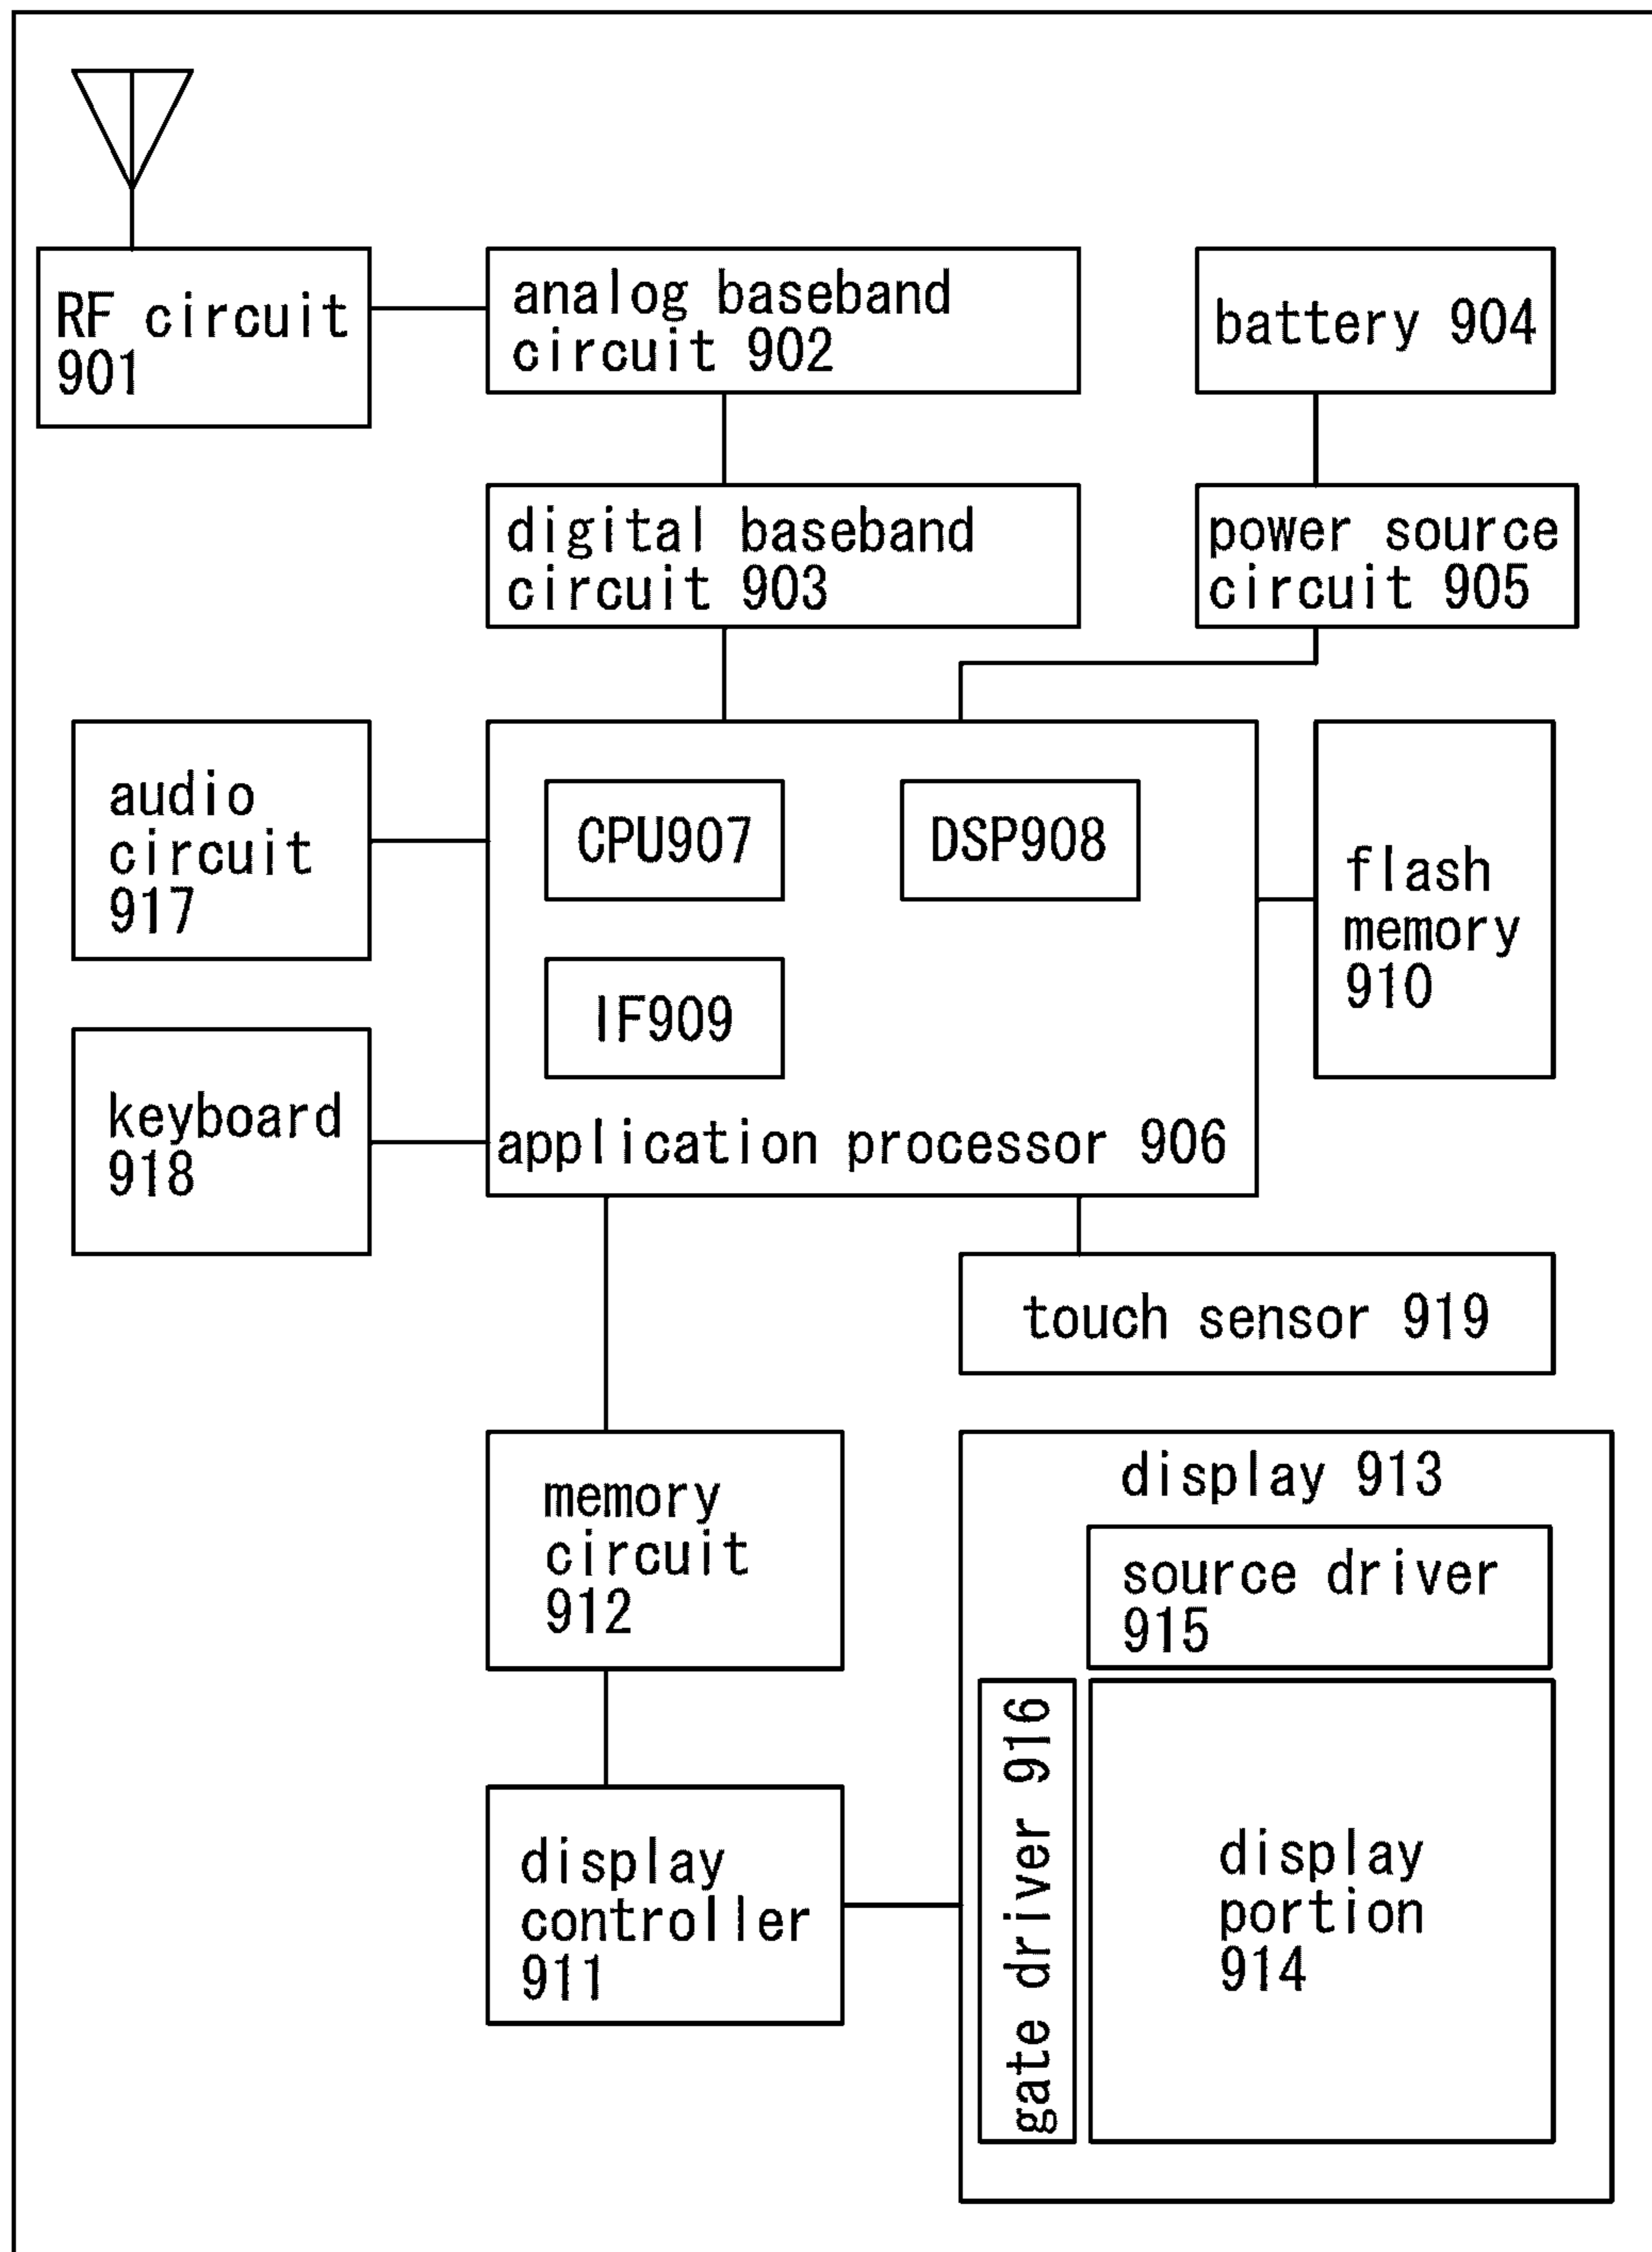 RF circuit
901
analog baseband
circuit 902
battery 904
digital baseband
circuit 903
power source
circuit 905
audio
circuit
917
CPU907
DSP908
IF909
application processor 906
flash
memory
910
keyboard
918
touch sensor 919
memory
circuit
912
display 913
source driver
915
gate driver 916
display
portion
914
display
controller
911